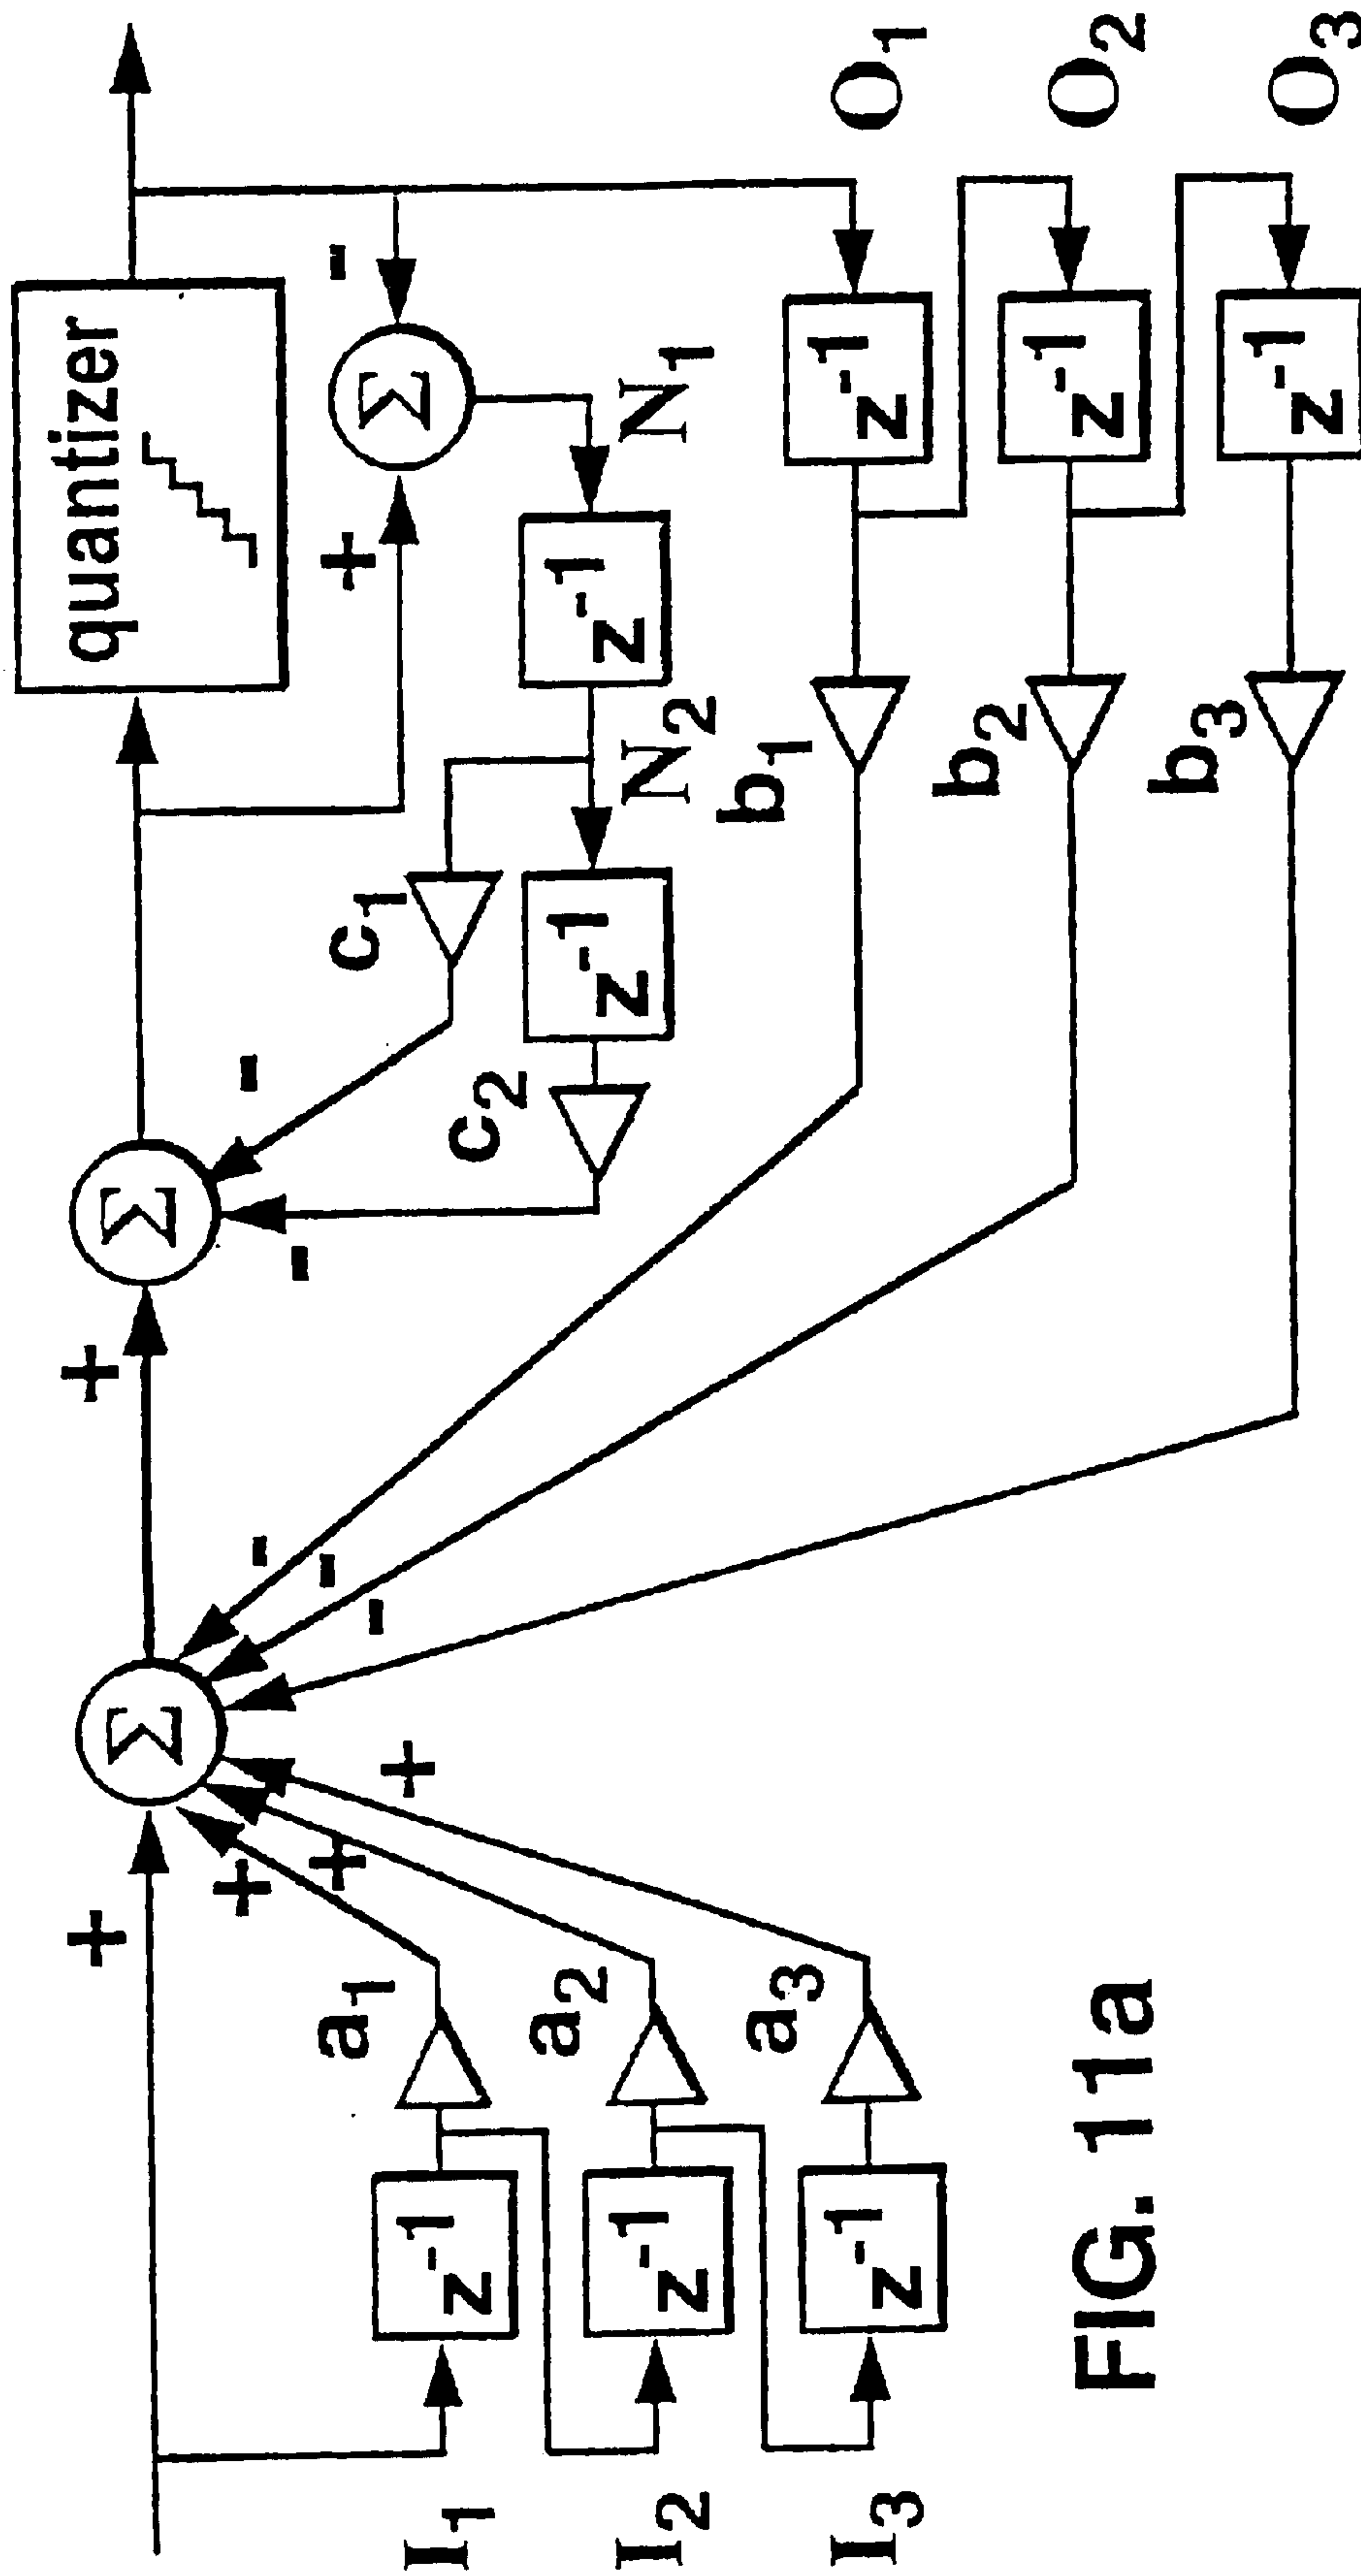 quantizer
+
+
Σ
Σ
-
-
+
-
Σ
+
+
+
-
-
-
c₁
c₂
N₂
N₁
z⁻¹
z⁻¹
I₁
z⁻¹
a₁
b₁
z⁻¹
O₁
I₂
z⁻¹
a₂
b₂
z⁻¹
O₂
I₃
z⁻¹
a₃
b₃
z⁻¹
O₃
FIG. 11a